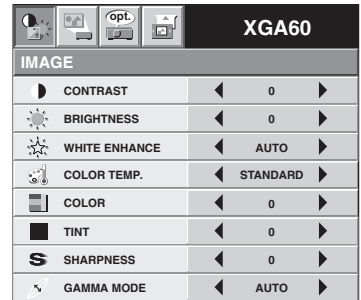 opt.
XGA60
IMAGE
CONTRAST 0
BRIGHTNESS 0
WHITE ENHANCE AUTO
COLOR TEMP. STANDARD
COLOR 0
TINT 0
S SHARPNESS 0
GAMMA MODE AUTO